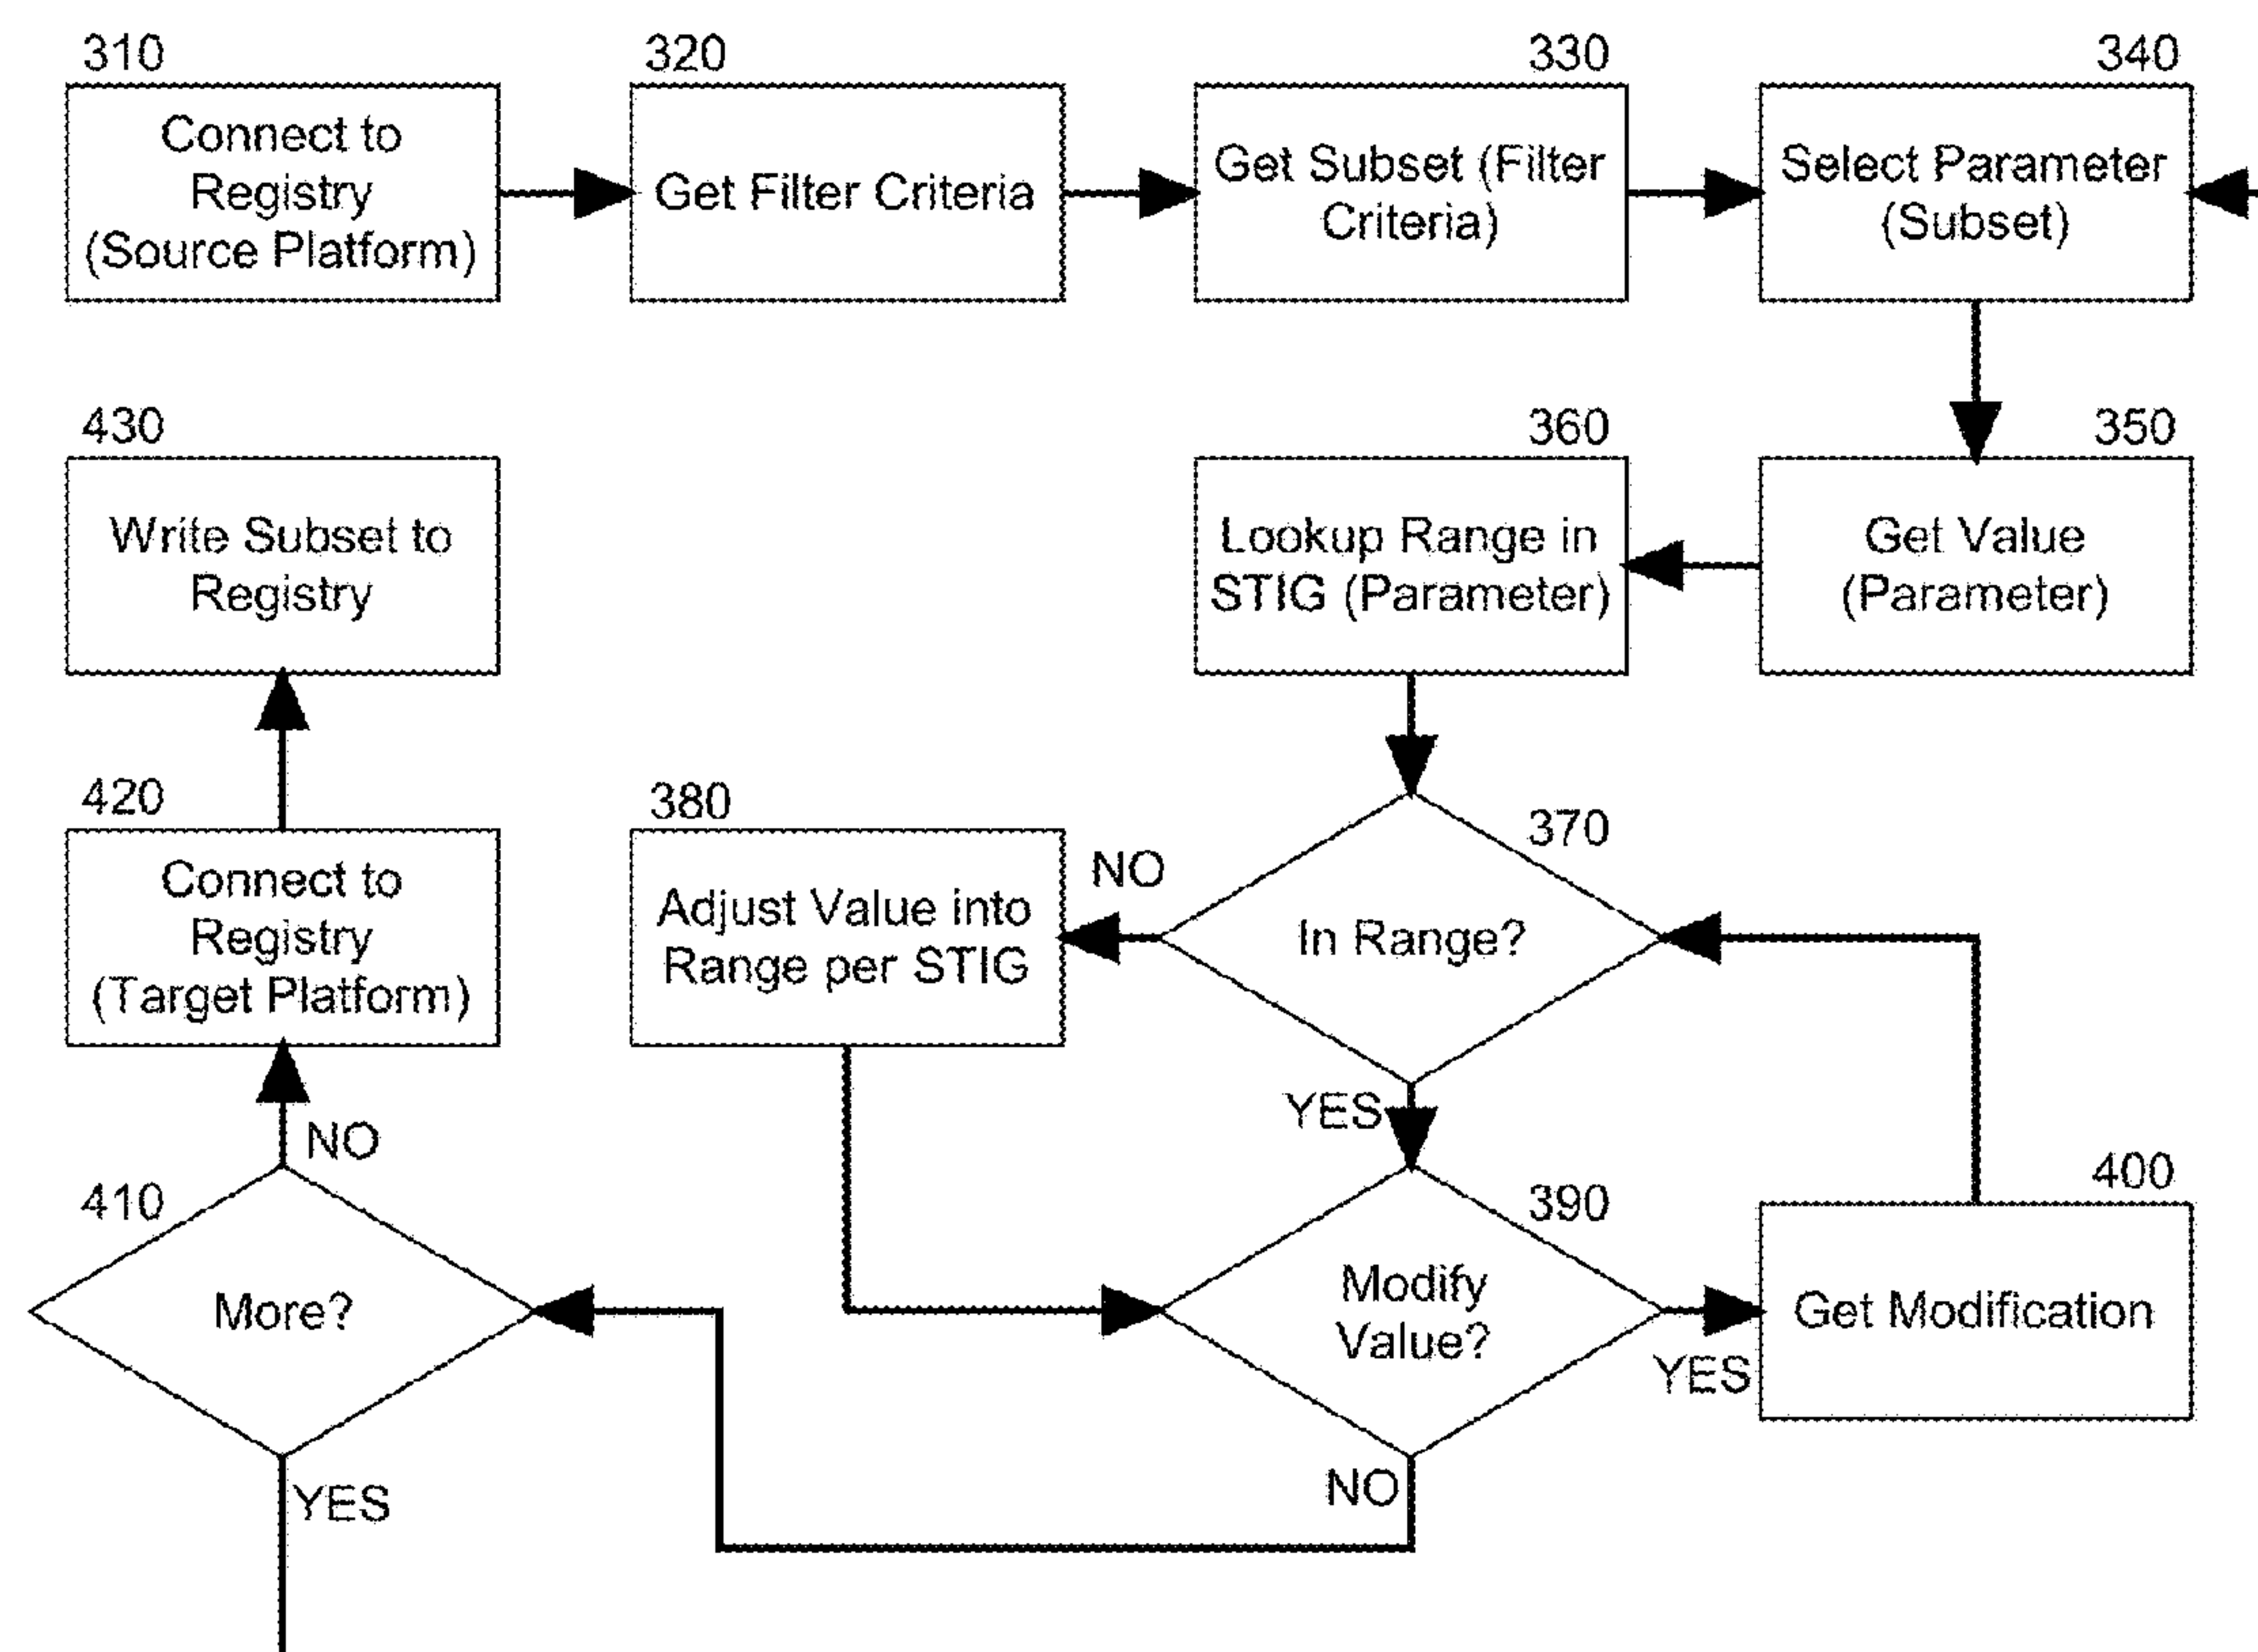 310
Connect to
Registry
(Source Platform)
320
Get Filter Criteria
330
Get Subset (Filter
Criteria)
340
Select Parameter
(Subset)
430
Write Subset to
Registry
360
Lookup Range in
STIG (Parameter)
350
Get Value
(Parameter)
420
Connect to
Registry
(Target Platform)
380
Adjust Value into
Range per STIG
NO
370
In Range?
YES
NO
410
More?
YES
390
Modify
Value?
YES
NO
400
Get Modification